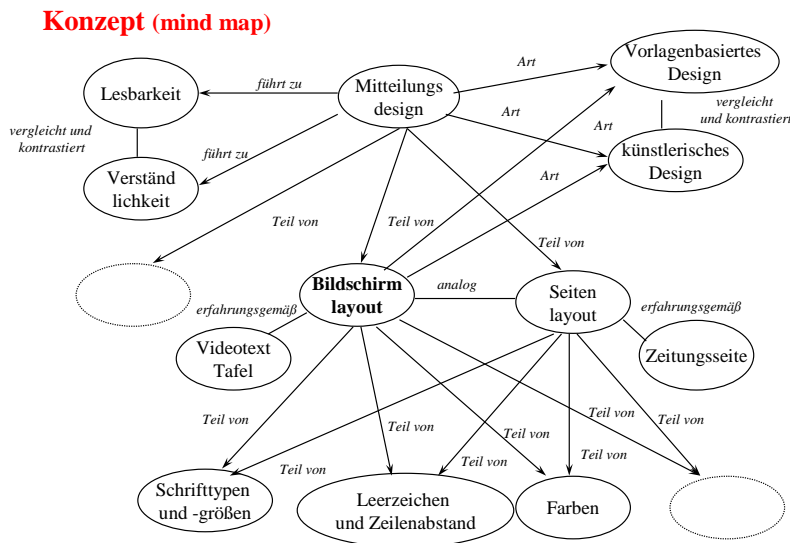 Konzept (mind map)
Art
Vorlagenbasiertes
Design
Lesbarkeit
führt zu
Mitteilungs
design
vergleicht
und kontrastiert
Art
Art
vergleicht und
kontrastiert
führt zu
künstlerisches
Design
Verständ
lichkeit
Art
Teil von
Teil von
Teil von
Bildschirm
layout
analog
Seiten
layout
erfahrungsgemäß
erfahrungsgemäß
Videotext
Tafel
Zeitungsseite
Teil von
Teil von
Teil von
Teil von
Teil von
Teil von
Teil von
Schrifttypen
und -größen
Leerzeichen
und Zeilenabstand
Farben